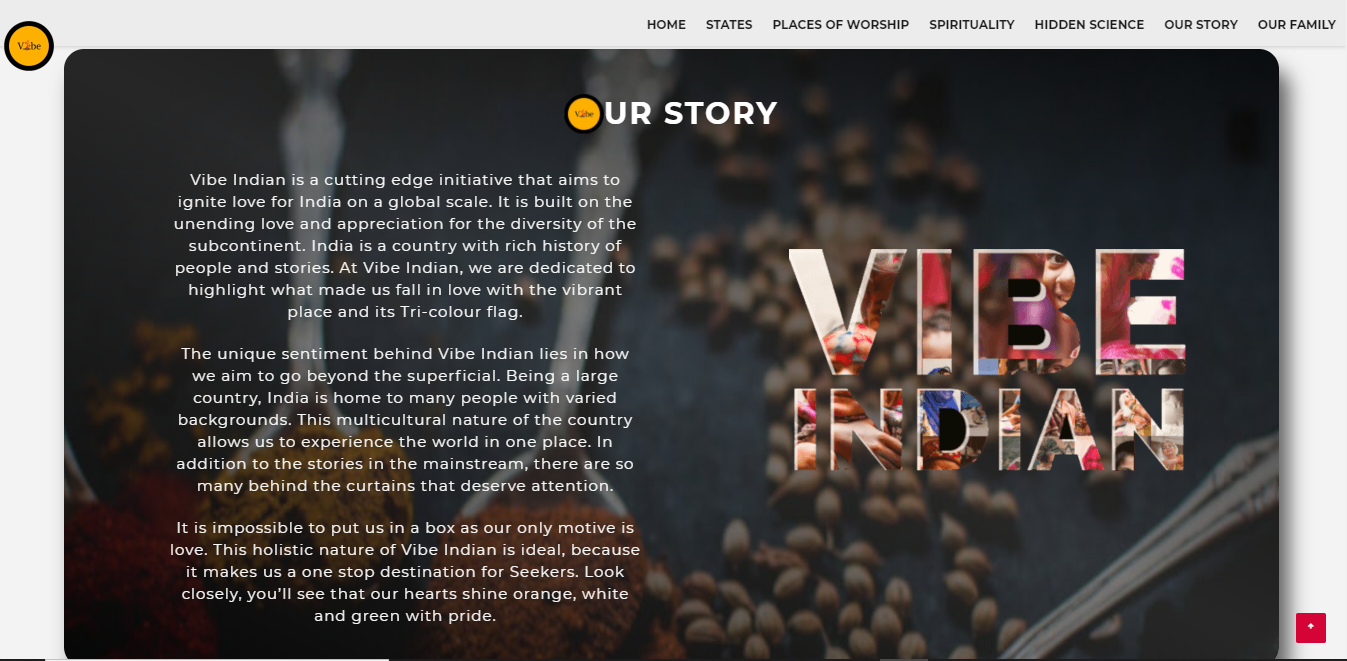 HOME STATES PLACES OF WORSHIP SPIRITUALITY HIDDEN SCIENCE OUR STORY OUR FAMILY
Vibe
Vibe UR STORY
Vibe Indian is a cutting edge initiative that aims to
ignite love for India on a global scale. It is built on the
unending love and appreciation for the diversity of the
subcontinent. India is a country with rich history of
people and stories. At Vibe Indian, we are dedicated to
highlight what made us fall in love with the vibrant
place and its Tri-colour flag.
The unique sentiment behind Vibe Indian lies in how
we aim to go beyond the superficial. Being a large
country, India is home to many people with varied
backgrounds. This multicultural nature of the country
allows us to experience the world in one place. In
addition to the stories in the mainstream, there are so
many behind the curtains that deserve attention.
It is impossible to put us in a box as our only motive is
love. This holistic nature of Vibe Indian is ideal, because
it makes us a one stop destination for Seekers. Look
closely, you'll see that our hearts shine orange, white
and green with pride.
VIBE
INDIAN